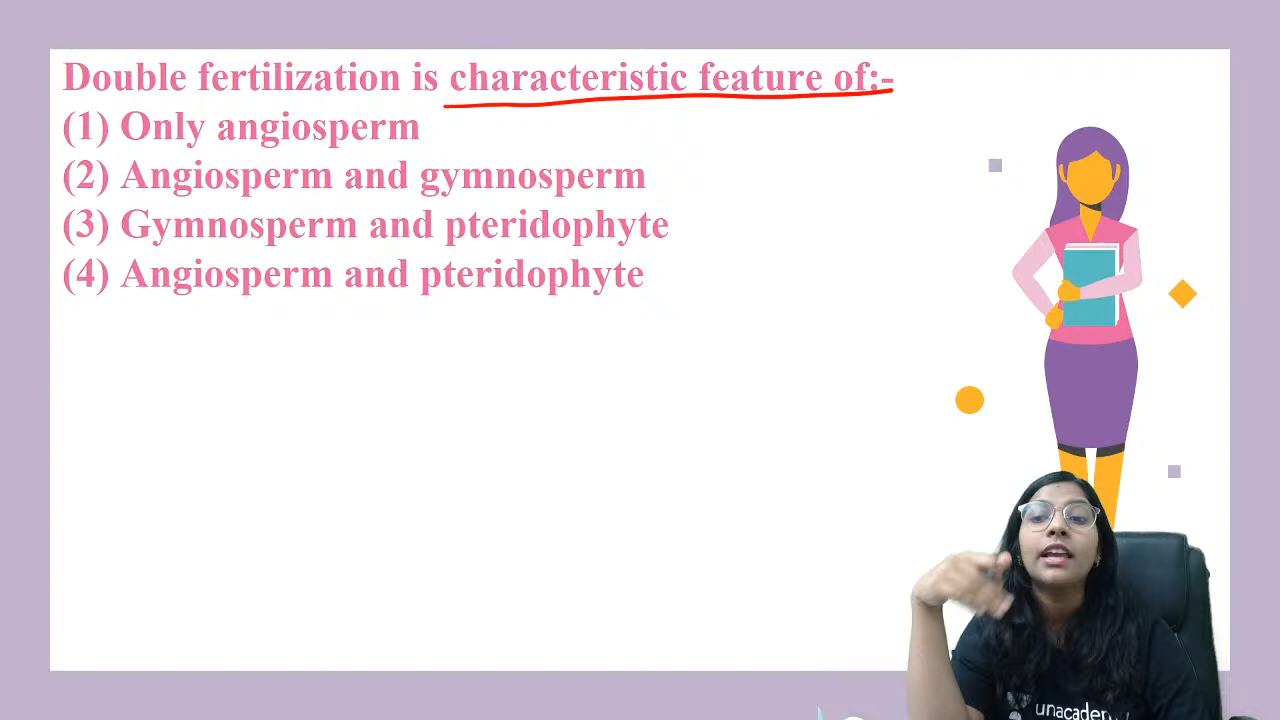 Double fertilization is characteristic feature of:-
(1) Only angiosperm
(2) Angiosperm and gymnosperm
(3) Gymnosperm and pteridophyte
(4) Angiosperm and pteridophyte
unacademy